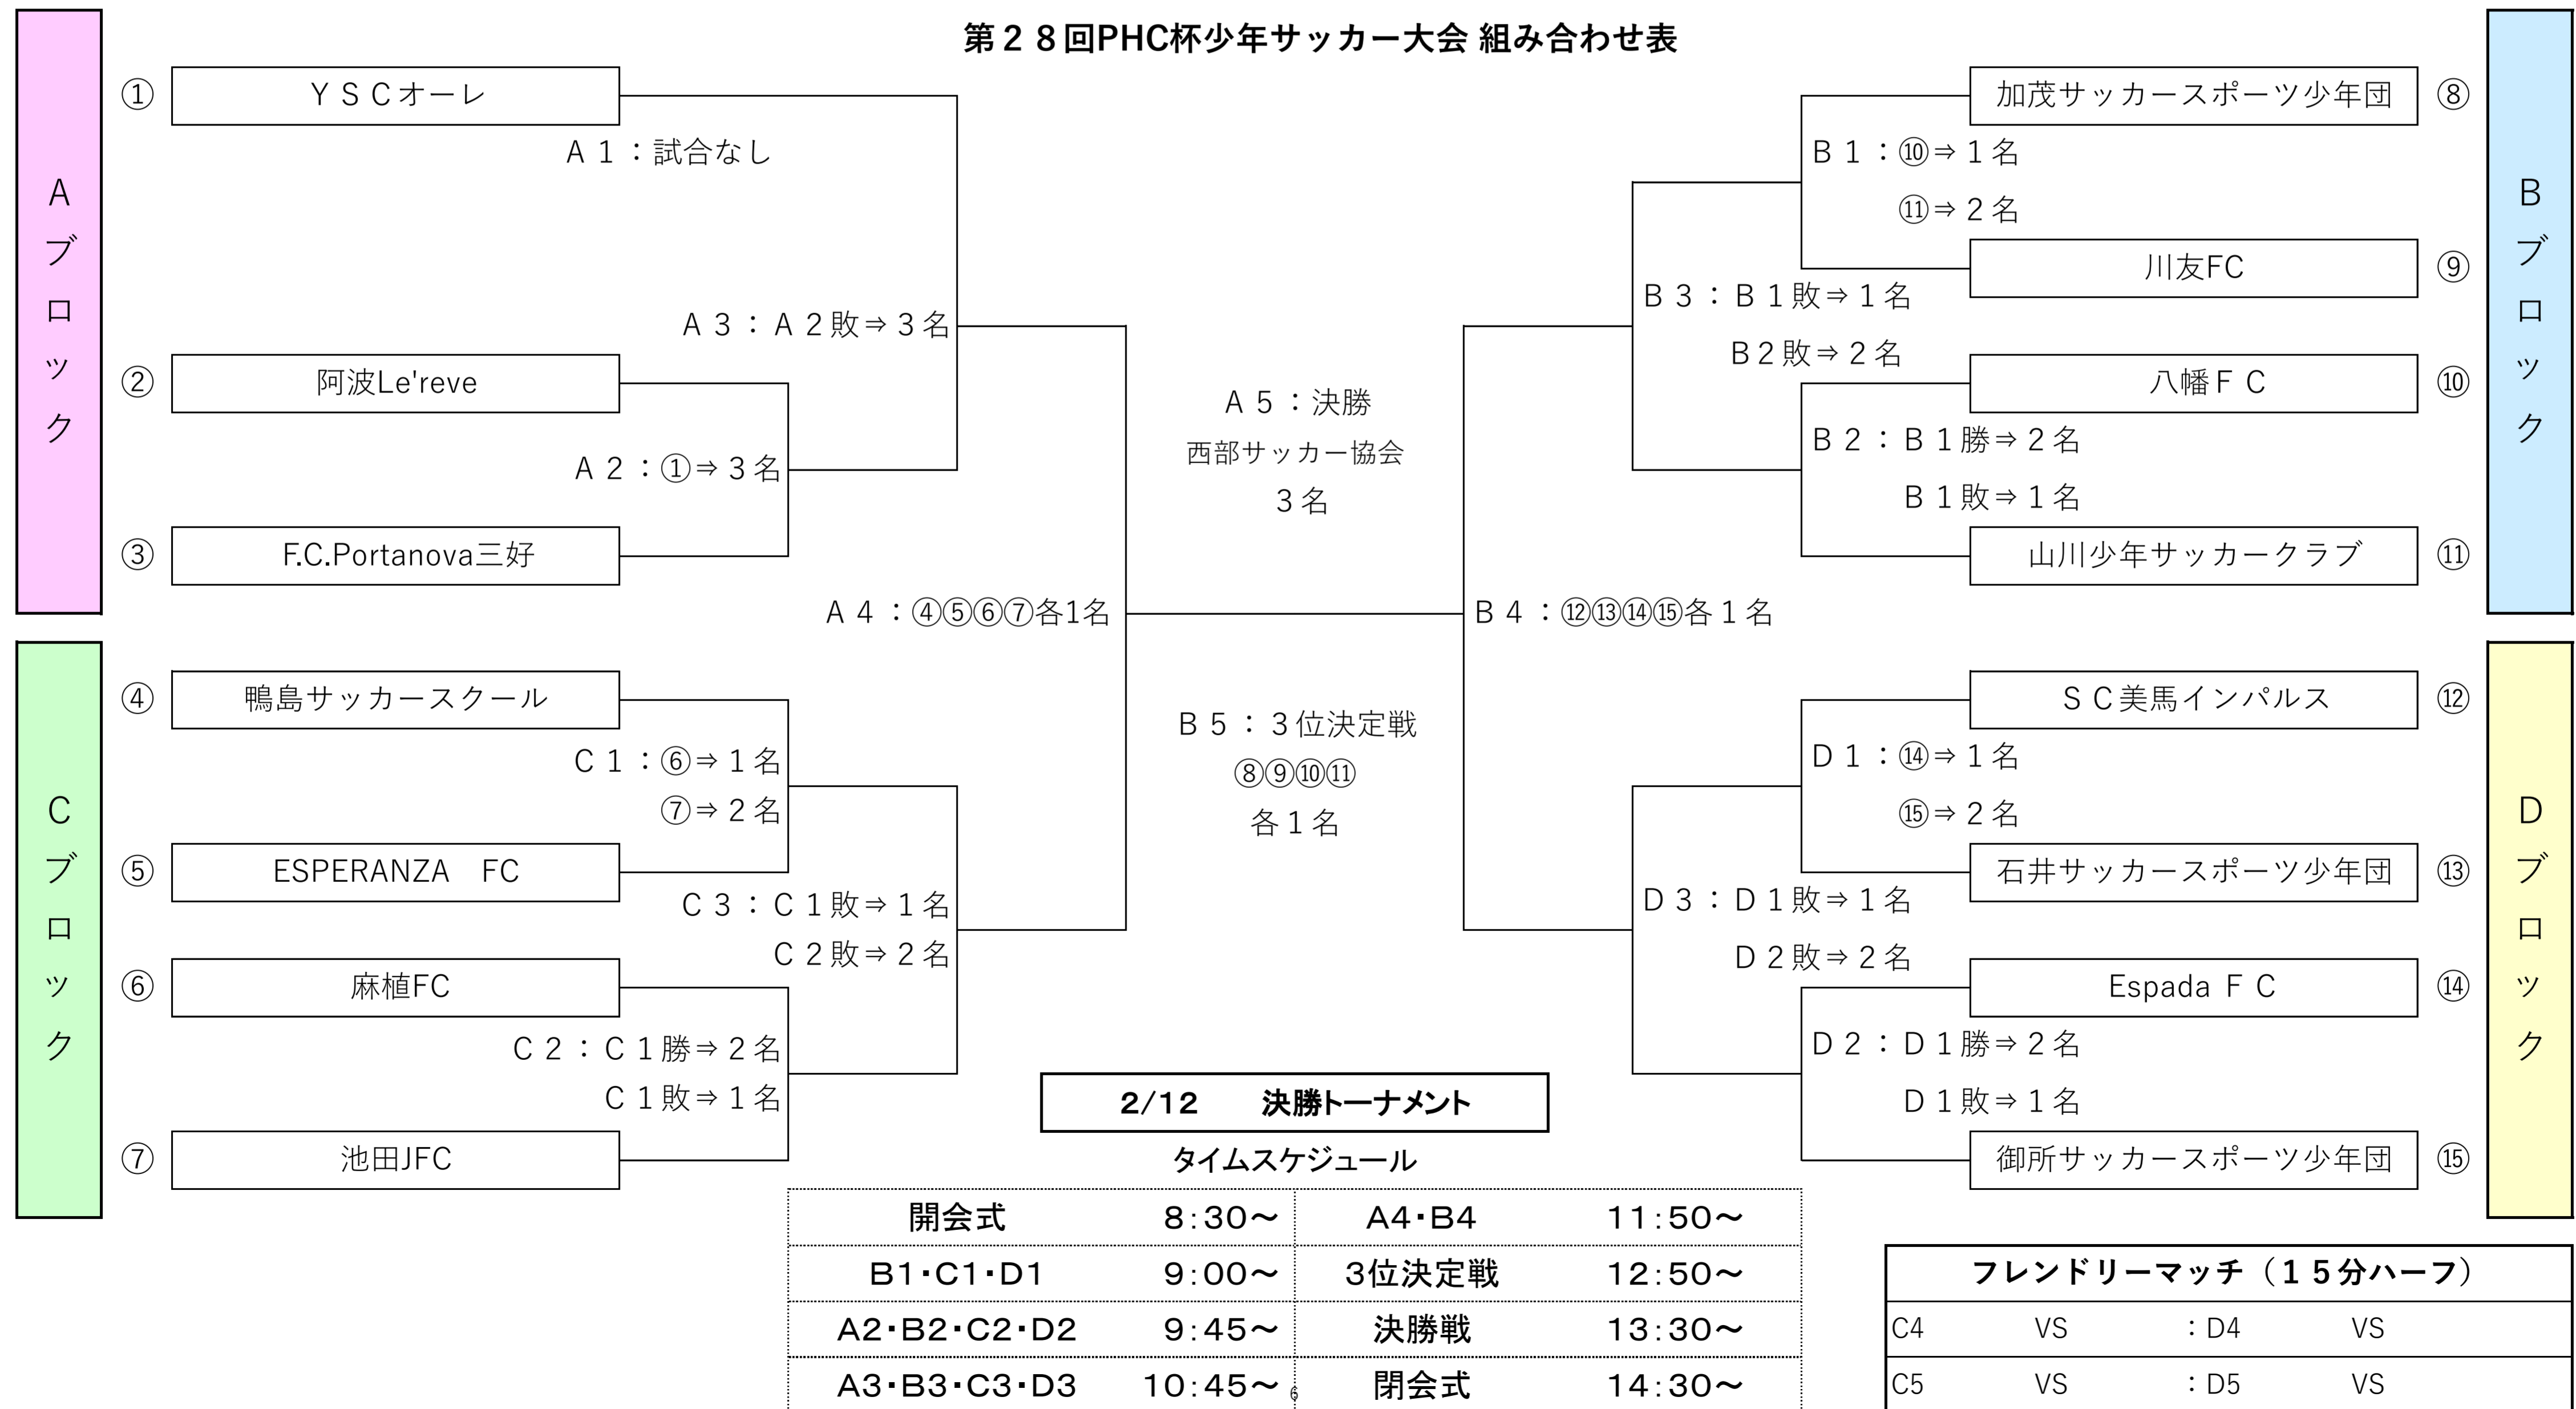 第２８回PHC杯少年サッカー大会 組み合わせ表
Aブロック
① ＹＳＣオーレ
Ａ１：試合なし
Ａ３：Ａ２敗⇒３名
② 阿波Le'reve
Ａ２：①⇒３名
③ F.C.Portanova三好
Ａ４：④⑤⑥⑦各1名
Cブロック
④ 鴨島サッカースクール
Ｃ１：⑥⇒１名
⑦⇒２名
⑤ ESPERANZA　FC
Ｃ３：Ｃ１敗⇒１名
Ｃ２敗⇒２名
⑥ 麻植FC
Ｃ２：Ｃ１勝⇒２名
Ｃ１敗⇒１名
⑦ 池田JFC
Ａ５：決勝
西部サッカー協会
３名
Ｂ５：３位決定戦
⑧⑨⑩⑪
各１名
Bブロック
加茂サッカースポーツ少年団 ⑧
Ｂ１：⑩⇒１名
⑪⇒２名
川友FC ⑨
Ｂ３：Ｂ１敗⇒１名
Ｂ２敗⇒２名
八幡ＦＣ ⑩
Ｂ２：Ｂ１勝⇒２名
Ｂ１敗⇒１名
山川少年サッカークラブ ⑪
Ｂ４：⑫⑬⑭⑮各１名
Dブロック
ＳＣ美馬インパルス ⑫
Ｄ１：⑭⇒１名
⑮⇒２名
石井サッカースポーツ少年団 ⑬
Ｄ３：Ｄ１敗⇒１名
Ｄ２敗⇒２名
Espada ＦＣ ⑭
Ｄ２：Ｄ１勝⇒２名
Ｄ１敗⇒１名
御所サッカースポーツ少年団 ⑮
2/12　決勝トーナメント
タイムスケジュール
開会式 8:30～ A4・B4 11:50～
B1・C1・D1 9:00～ 3位決定戦 12:50～
A2・B2・C2・D2 9:45～ 決勝戦 13:30～
A3・B3・C3・D3 10:45～ 閉会式 14:30～
6
フレンドリーマッチ（１５分ハーフ）
C4 VS ：D4 VS
C5 VS ：D5 VS